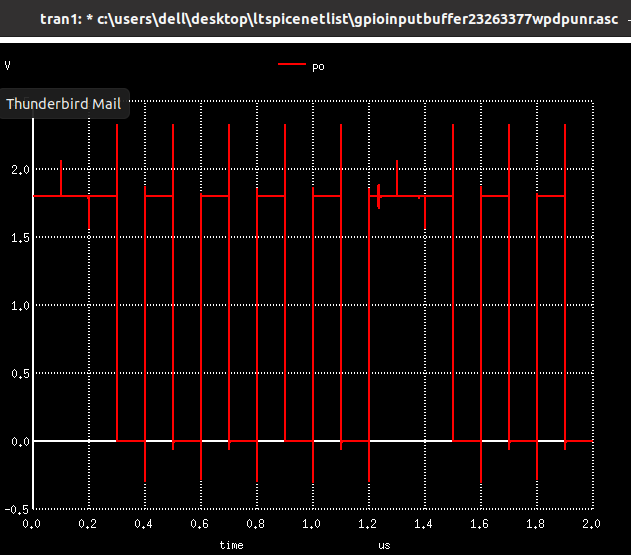 tran1: * c:\users\dell\desktop\ltspicenetlist\gpioinputbuffer23263377wpdpunr.asc -
V
po
Thunderbird Mail
2.0
1.5
1.0
0.5
0.0
-0.5
0.0 0.2 0.4 0.6 0.8 1.0 1.2 1.4 1.6 1.8 2.0
time us